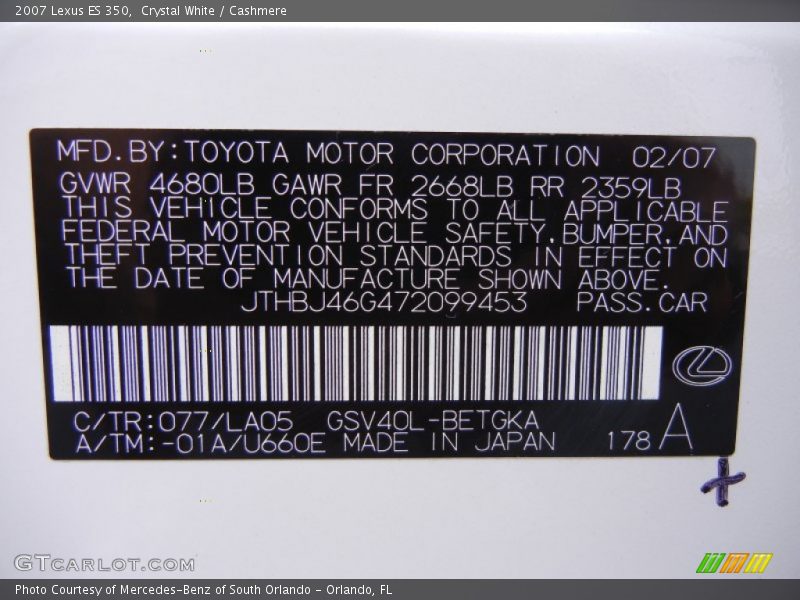 2007 Lexus ES 350, Crystal White / Cashmere
MFD.BY:TOYOTA MOTOR CORPORATION 02/07
GVWR 4680LB GAWR FR 2668LB RR 2359LB
THIS VEHICLE CONFORMS TO ALL APPLICABLE
FEDERAL MOTOR VEHICLE SAFETY,BUMPER,AND
THEFT PREVENTION STANDARDS IN EFFECT ON
THE DATE OF MANUFACTURE SHOWN ABOVE.
JTHBJ46G472099453 PASS.CAR
C/TR:077/LA05 GSV40L-BETGKA
A/TM:-01A/U660E MADE IN JAPAN 178 A
GTCARLOT.COM
Photo Courtesy of Mercedes-Benz of South Orlando - Orlando, FL